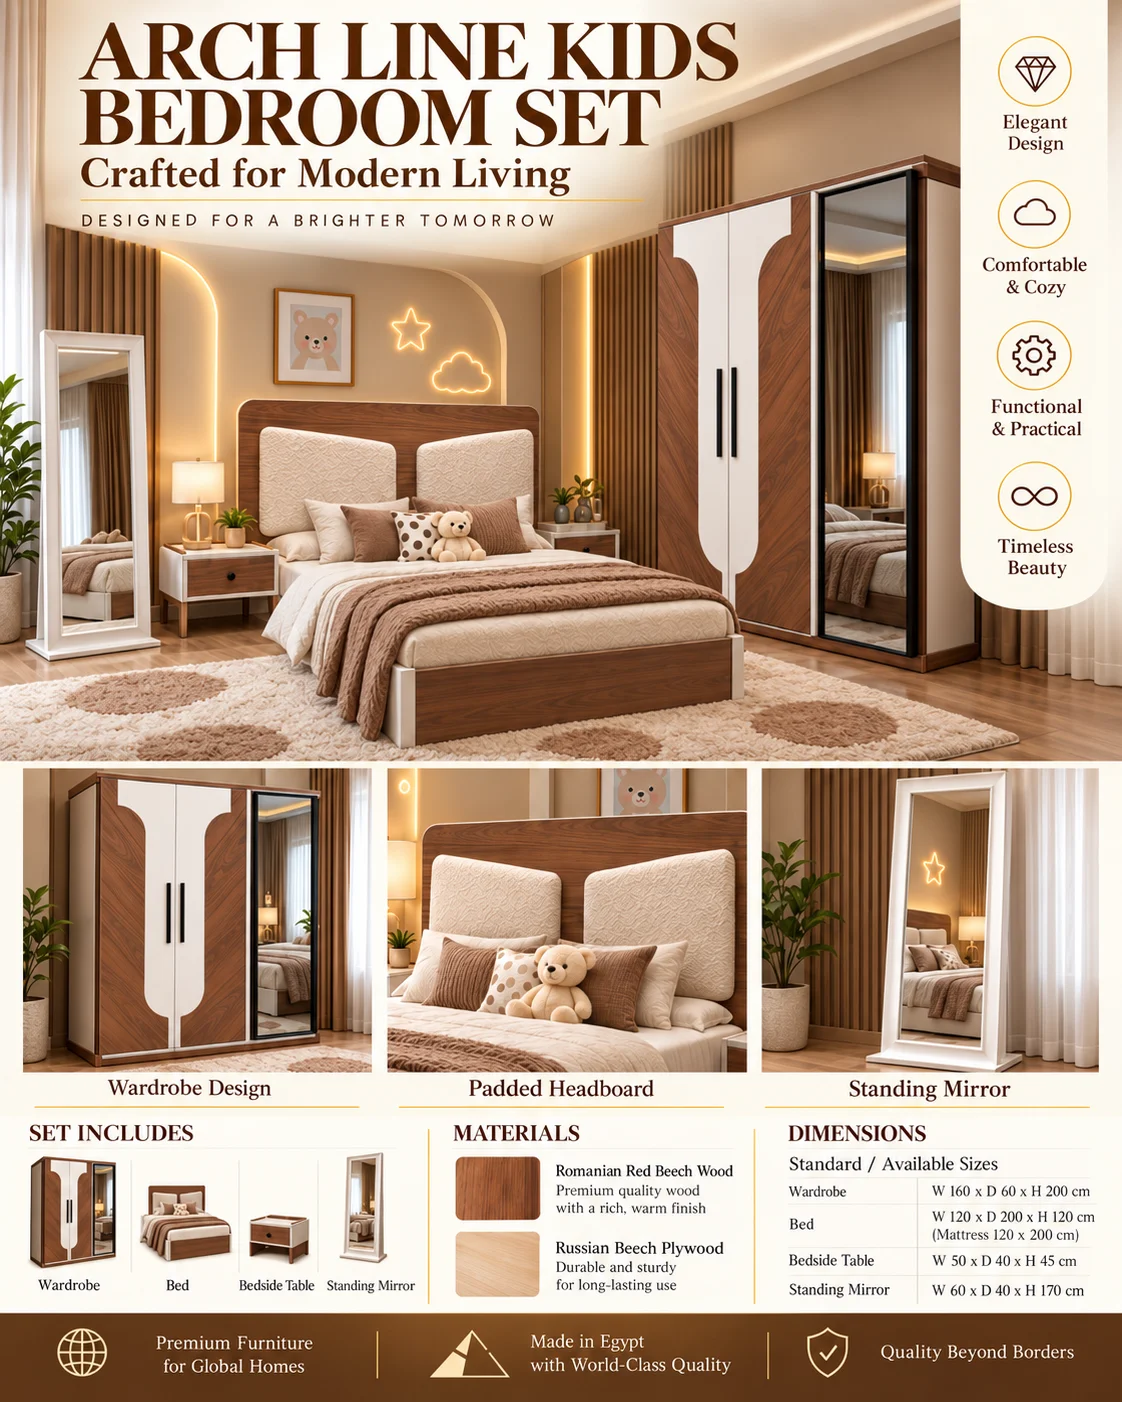 ARCH LINE KIDS
BEDROOM SET
Crafted for Modern Living
DESIGNED FOR A BRIGHTER TOMORROW
Elegant
Design
Comfortable
& Cozy
Functional
& Practical
Timeless
Beauty
Wardrobe Design
Padded Headboard
Standing Mirror
SET INCLUDES
Wardrobe
Bed
Bedside Table
Standing Mirror
MATERIALS
Romanian Red Beech Wood
Premium quality wood
with a rich, warm finish
Russian Beech Plywood
Durable and sturdy
for long-lasting use
DIMENSIONS
Standard / Available Sizes
Wardrobe W 160 x D 60 x H 200 cm
Bed W 120 x D 200 x H 120 cm
(Mattress 120 x 200 cm)
Bedside Table W 50 x D 40 x H 45 cm
Standing Mirror W 60 x D 40 x H 170 cm
Premium Furniture
for Global Homes
Made in Egypt
with World-Class Quality
Quality Beyond Borders